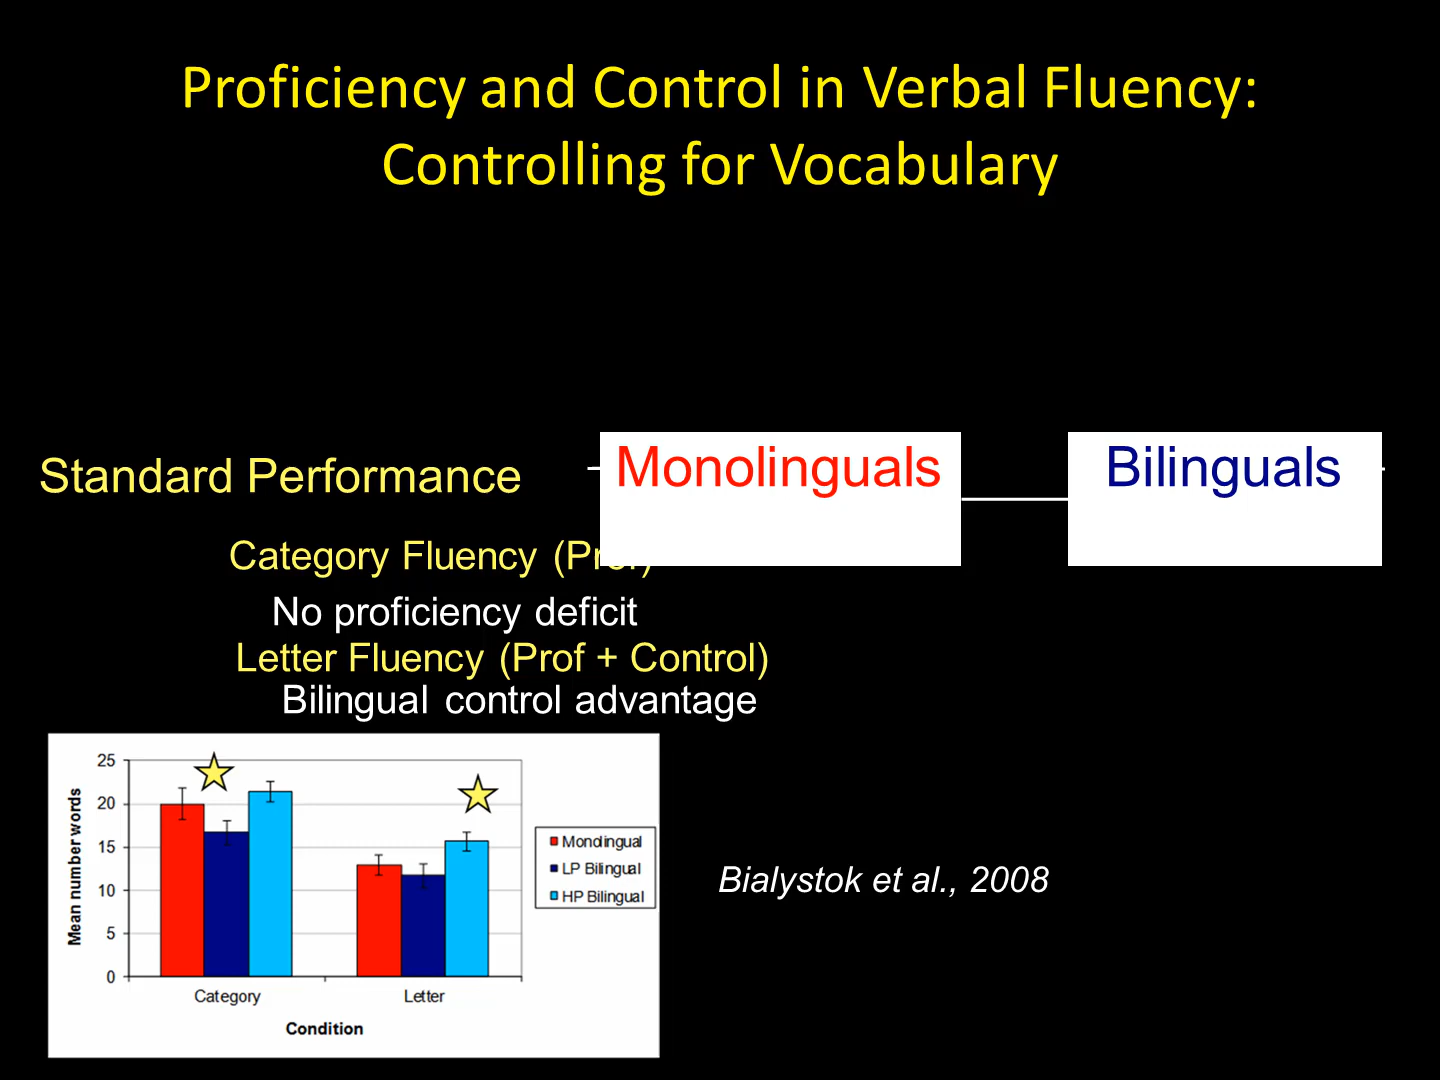 Proficiency and Control in Verbal Fluency:
Controlling for Vocabulary
Standard Performance
Monolinguals
Bilinguals
Category Fluency (Prof)
No proficiency deficit
Letter Fluency (Prof + Control)
Bilingual control advantage
25
20
15
10
5
0
Mean number words
Category
Letter
Condition
Monolingual
LP Bilingual
HP Bilingual
Bialystok et al., 2008